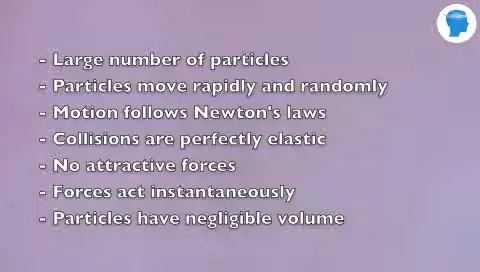 - Large number of particles
- Particles move rapidly and randomly
- Motion follows Newton's laws
- Collisions are perfectly elastic
- No attractive forces
- Forces act instantaneously
- Particles have negligible volume